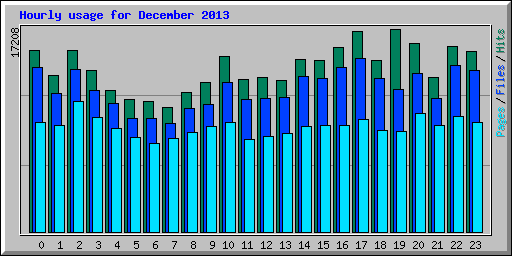 Hourly usage for December 2013
17208
Pages/Files/Hits
0 1 2 3 4 5 6 7 8 9 10 11 12 13 14 15 16 17 18 19 20 21 22 23